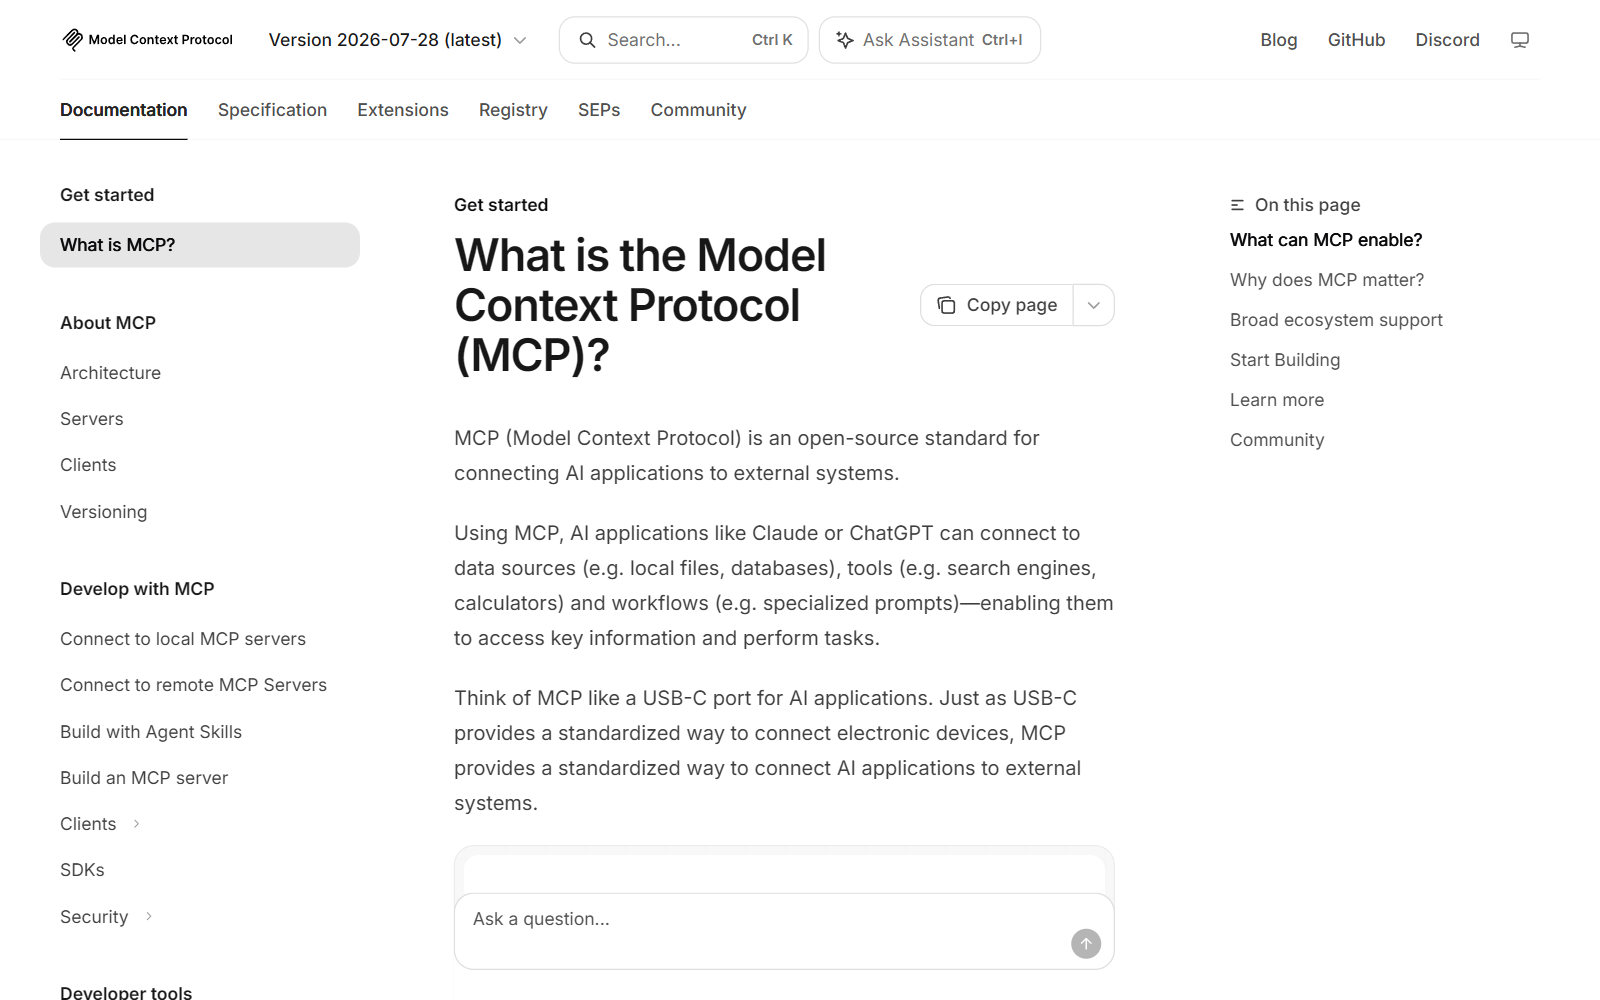 Model Context Protocol
Version 2026-07-28 (latest)
Search...
Ctrl K
Ask Assistant
Ctrl+I
Blog
GitHub
Discord
Documentation
Specification
Extensions
Registry
SEPs
Community
Get started
What is MCP?
About MCP
Architecture
Servers
Clients
Versioning
Develop with MCP
Connect to local MCP servers
Connect to remote MCP Servers
Build with Agent Skills
Build an MCP server
Clients
SDKs
Security
Developer tools
Get started
What is the Model
Context Protocol
(MCP)?
Copy page
MCP (Model Context Protocol) is an open-source standard for
connecting AI applications to external systems.
Using MCP, AI applications like Claude or ChatGPT can connect to
data sources (e.g. local files, databases), tools (e.g. search engines,
calculators) and workflows (e.g. specialized prompts)—enabling them
to access key information and perform tasks.
Think of MCP like a USB-C port for AI applications. Just as USB-C
provides a standardized way to connect electronic devices, MCP
provides a standardized way to connect AI applications to external
systems.
Ask a question...
On this page
What can MCP enable?
Why does MCP matter?
Broad ecosystem support
Start Building
Learn more
Community